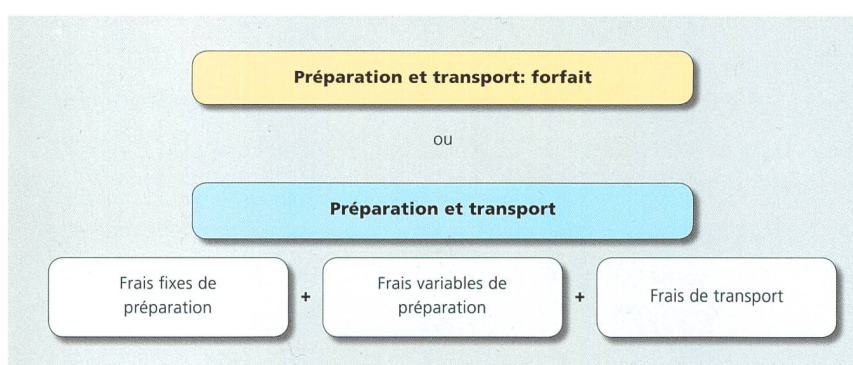 Préparation et transport: forfait
ou
Préparation et transport
Frais fixes de
préparation
+
Frais variables de
préparation
+
Frais de transport